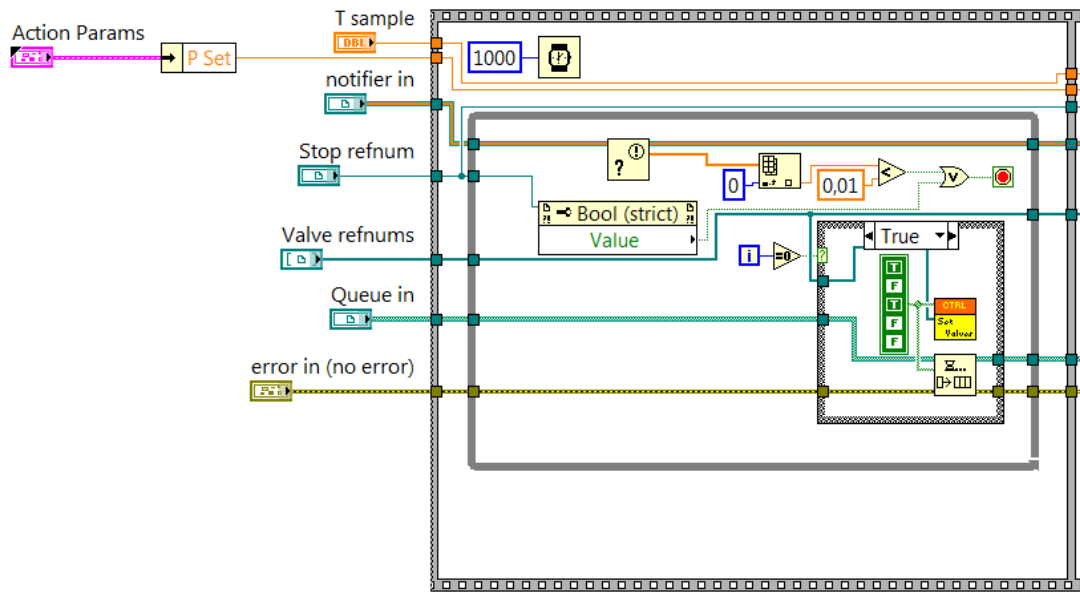 Action Params
P Set
T sample
DBL
1000
notifier in
Stop refnum
Valve refnums
Queue in
error in (no error)
?
!
0
0,01
<
V
Bool (strict)
Value
i
=0
?
True
T
F
T
F
F
CTRL
Set
Valves